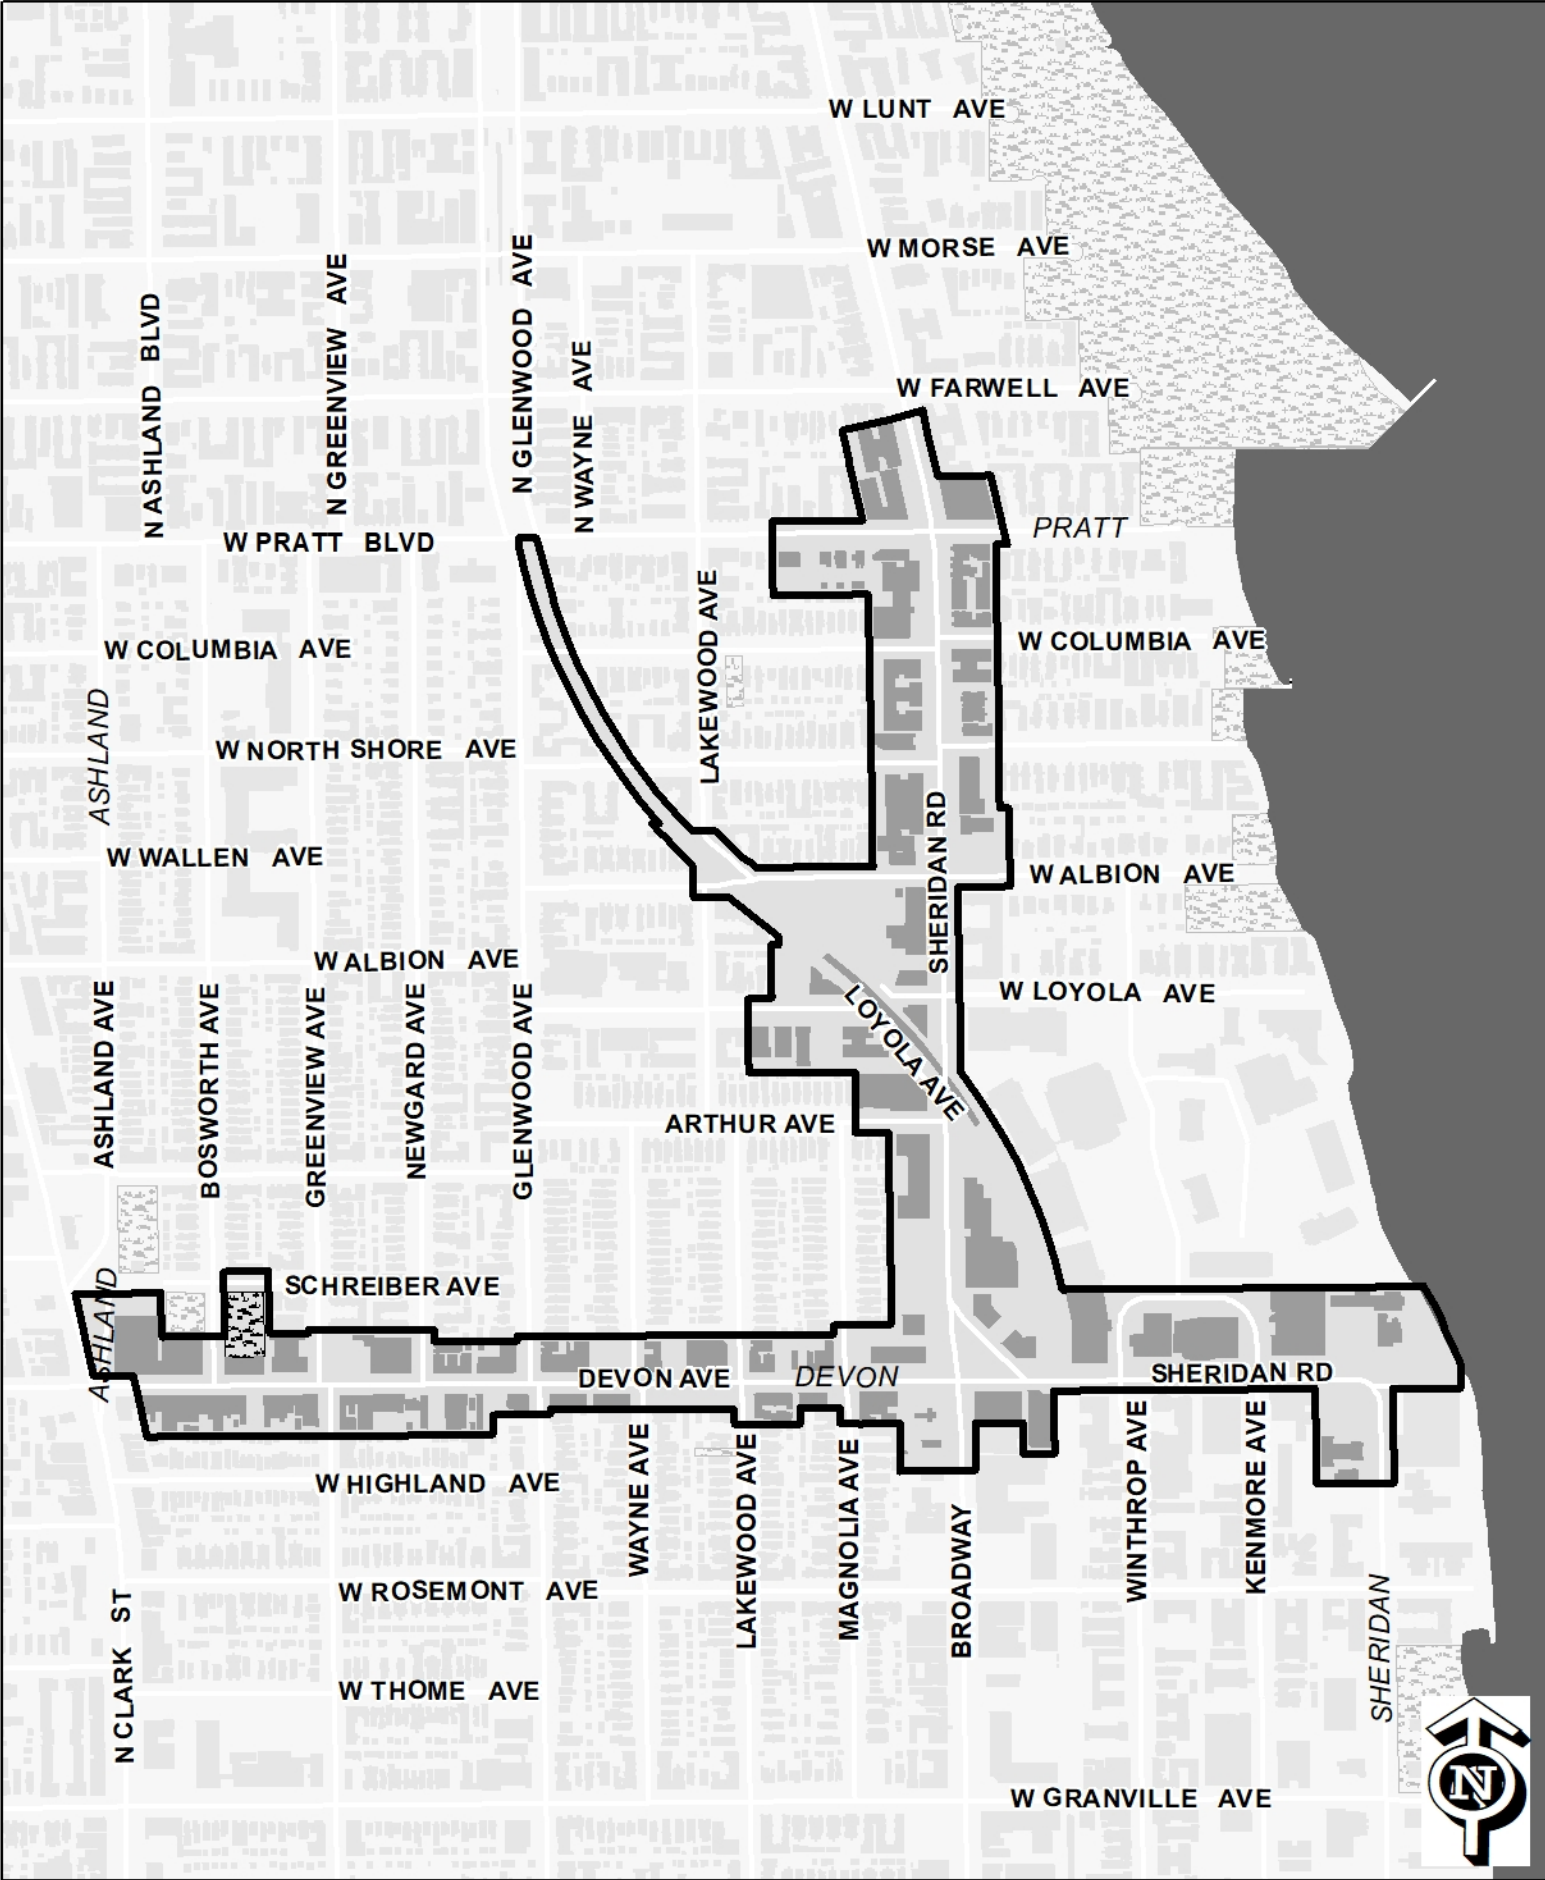 W LUNT AVE
W MORSE AVE
W FARWELL AVE
N ASHLAND BLVD
N GREENVIEW AVE
N GLENWOOD AVE
N WAYNE AVE
PRATT
W PRATT BLVD
LAKEWOOD AVE
W COLUMBIA AVE
W COLUMBIA AVE
ASHLAND
W NORTH SHORE AVE
SHERIDAN RD
W WALLEN AVE
W ALBION AVE
W ALBION AVE
W LOYOLA AVE
LOYOLA AVE
ASHLAND AVE
BOSWORTH AVE
GREENVIEW AVE
NEWGARD AVE
GLENWOOD AVE
ARTHUR AVE
SCHREIBER AVE
ASHLAND
DEVON AVE
DEVON
SHERIDAN RD
W HIGHLAND AVE
WAYNE AVE
LAKEWOOD AVE
MAGNOLIA AVE
BROADWAY
WINTHROP AVE
KENMORE AVE
SHERIDAN
W ROSEMONT AVE
N CLARK ST
W THOME AVE
W GRANVILLE AVE
N